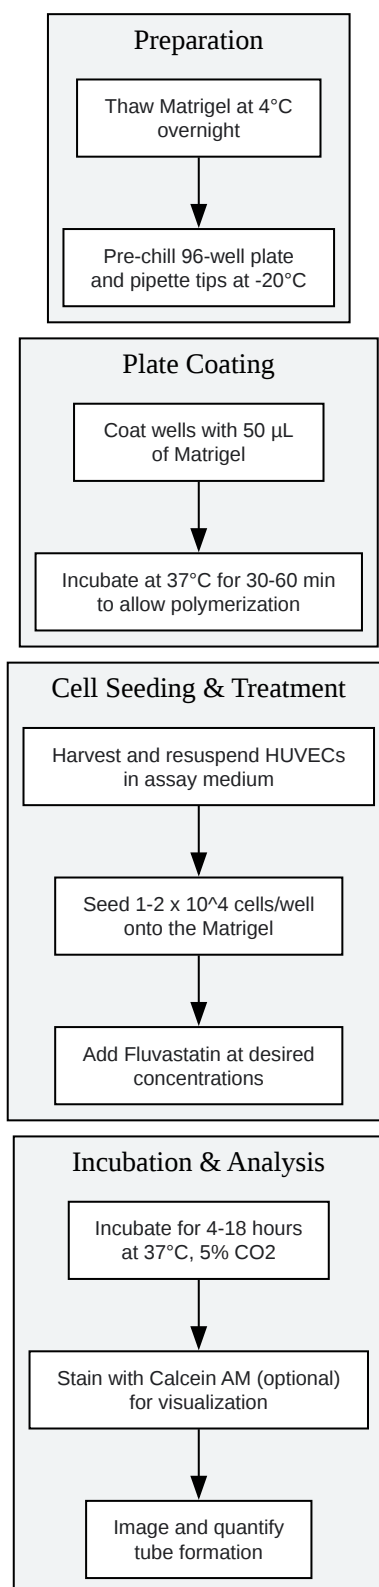 Preparation
Thaw Matrigel at 4°C
overnight
Pre-chill 96-well plate
and pipette tips at -20°C
Plate Coating
Coat wells with 50 µL
of Matrigel
Incubate at 37°C for 30-60 min
to allow polymerization
Cell Seeding & Treatment
Harvest and resuspend HUVECs
in assay medium
Seed 1-2 x 10^4 cells/well
onto the Matrigel
Add Fluvastatin at desired
concentrations
Incubation & Analysis
Incubate for 4-18 hours
at 37°C, 5% CO2
Stain with Calcein AM (optional)
for visualization
Image and quantify
tube formation